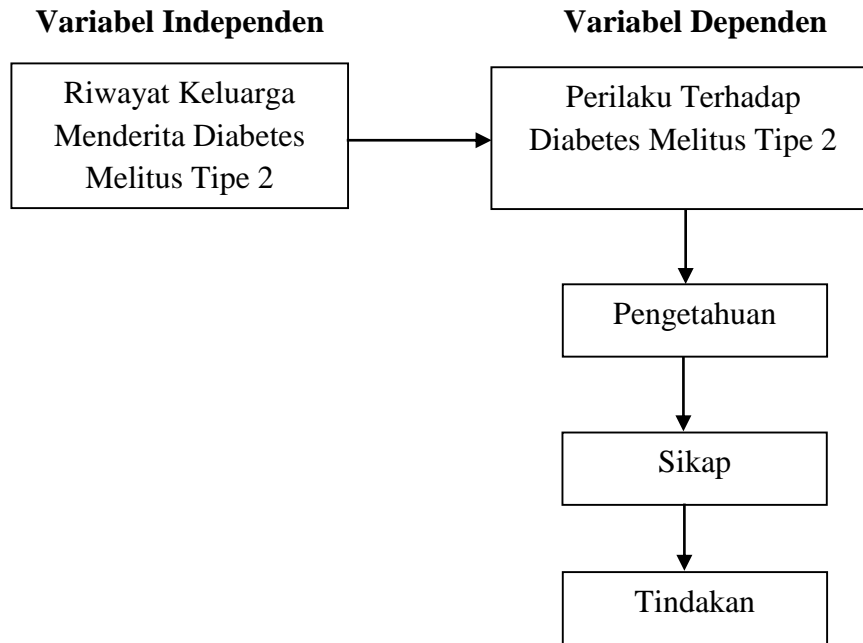 Variabel Independen
Variabel Dependen
Riwayat Keluarga
Menderita Diabetes
Melitus Tipe 2
Perilaku Terhadap
Diabetes Melitus Tipe 2
Pengetahuan
Sikap
Tindakan